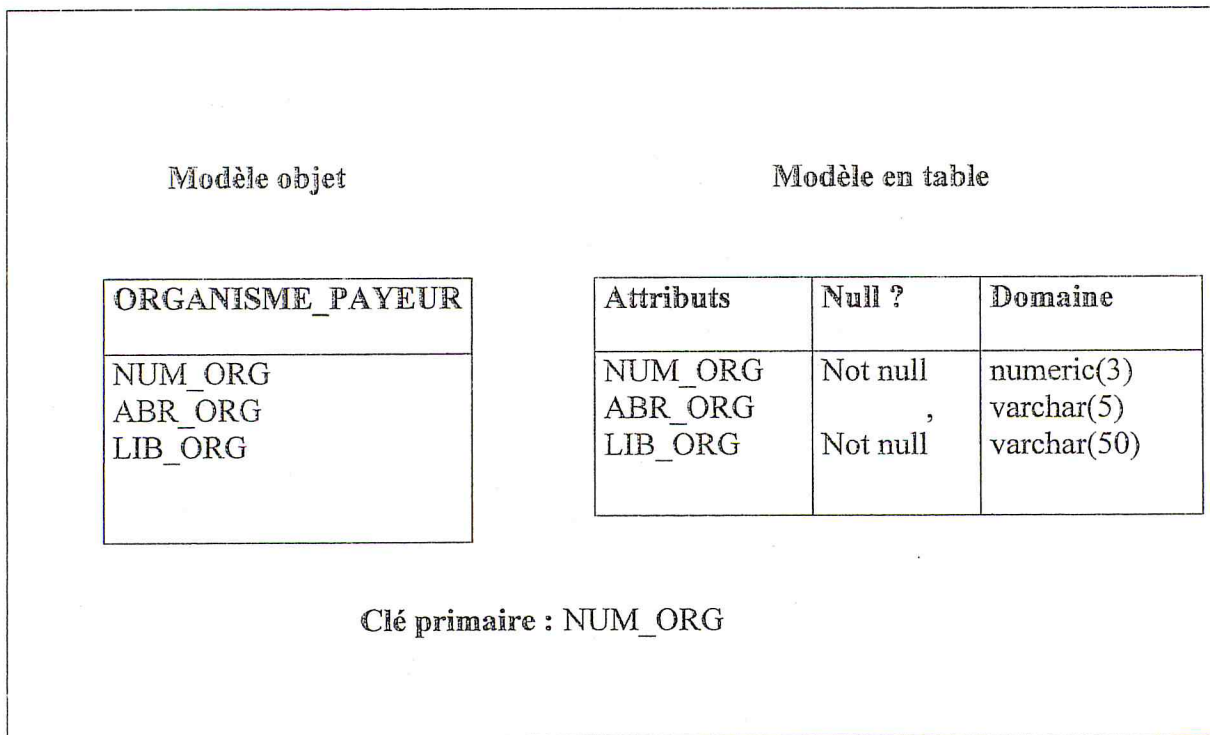 Modèle objet
Modèle en table
ORGANISME_PAYEUR
NUM_ORG
ABR_ORG
LIB_ORG
Attributs Null ? Domaine
NUM_ORG Not null numeric(3)
ABR_ORG , varchar(5)
LIB_ORG Not null varchar(50)
Clé primaire : NUM_ORG